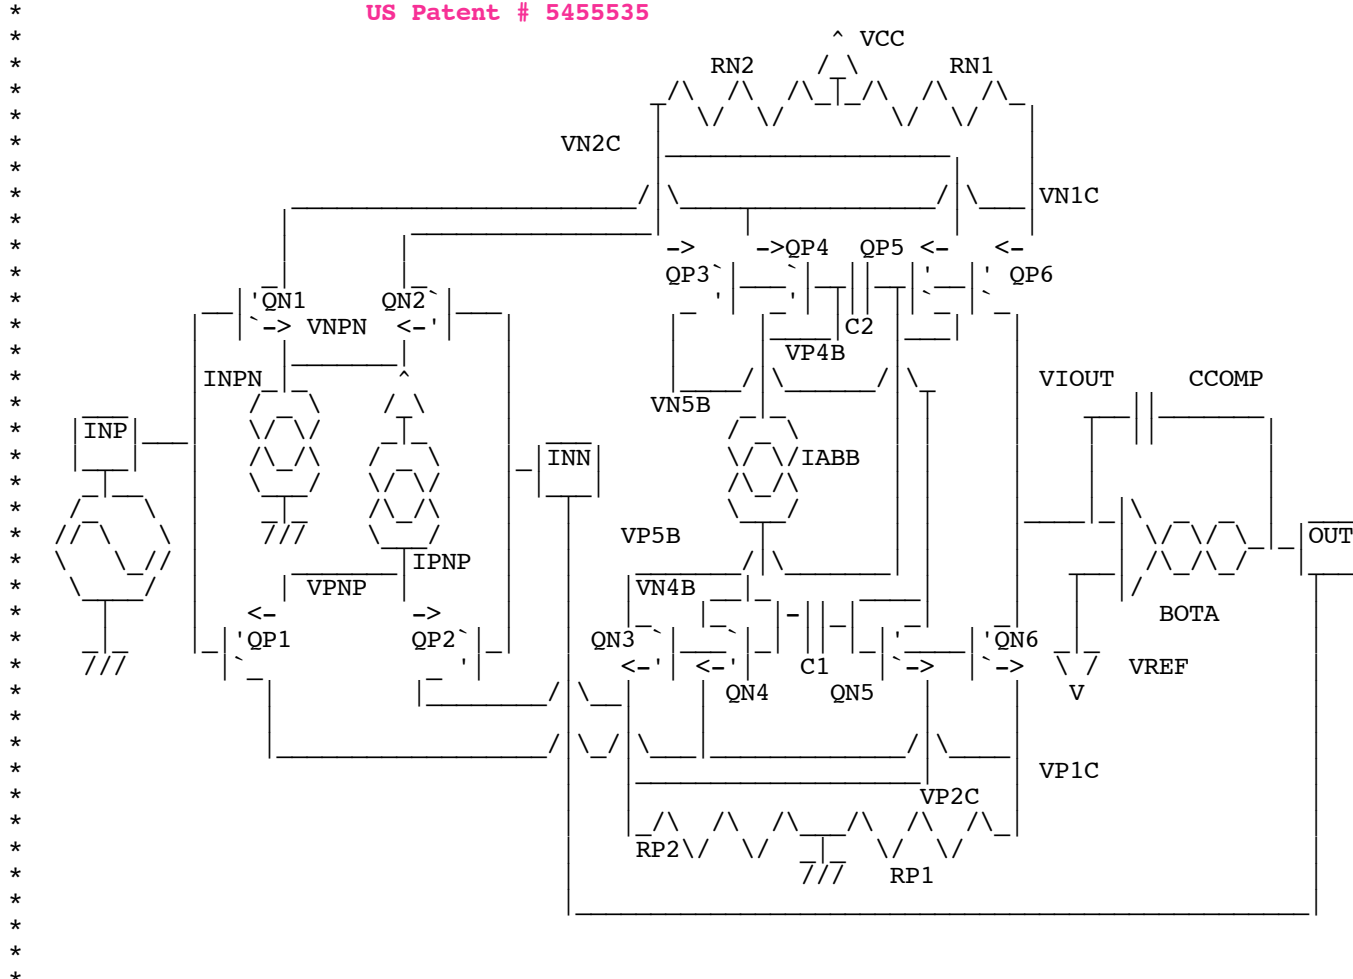 US Patent # 5455535
VCC
RN2 RN1
VN2C
VN1C
QP4 QP5
QP3 QP6
QN1 QN2
VNPN C2
VP4B
INPN VIOUT CCOMP
VN5B
INP
INN IABB
VP5B OUT
IPNP
VPNP VN4B
BOTA
QP1 QP2 QN3 QN6
C1 VREF
QN4 QN5 V
VP1C
VP2C
RP2
RP1